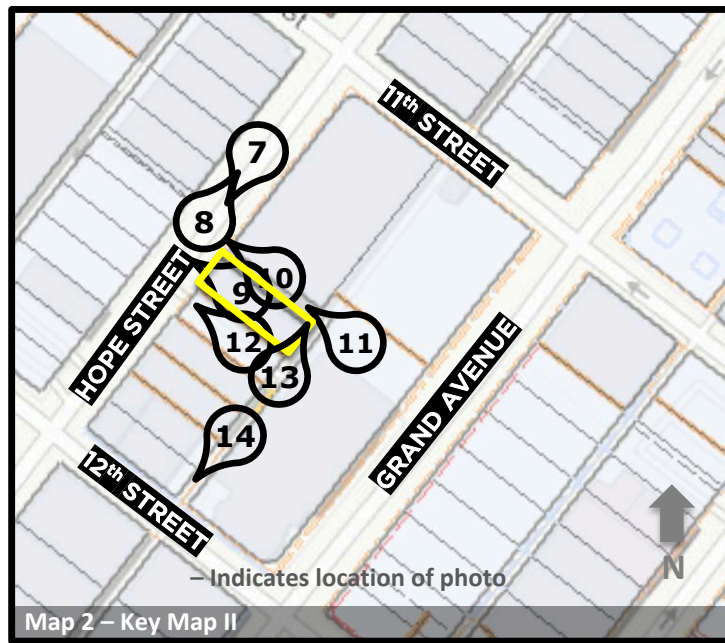 11th STREET
7
8
10
9
HOPE STREET
12
11
13
GRAND AVENUE
14
12th STREET
N
– Indicates location of photo
Map 2 – Key Map II